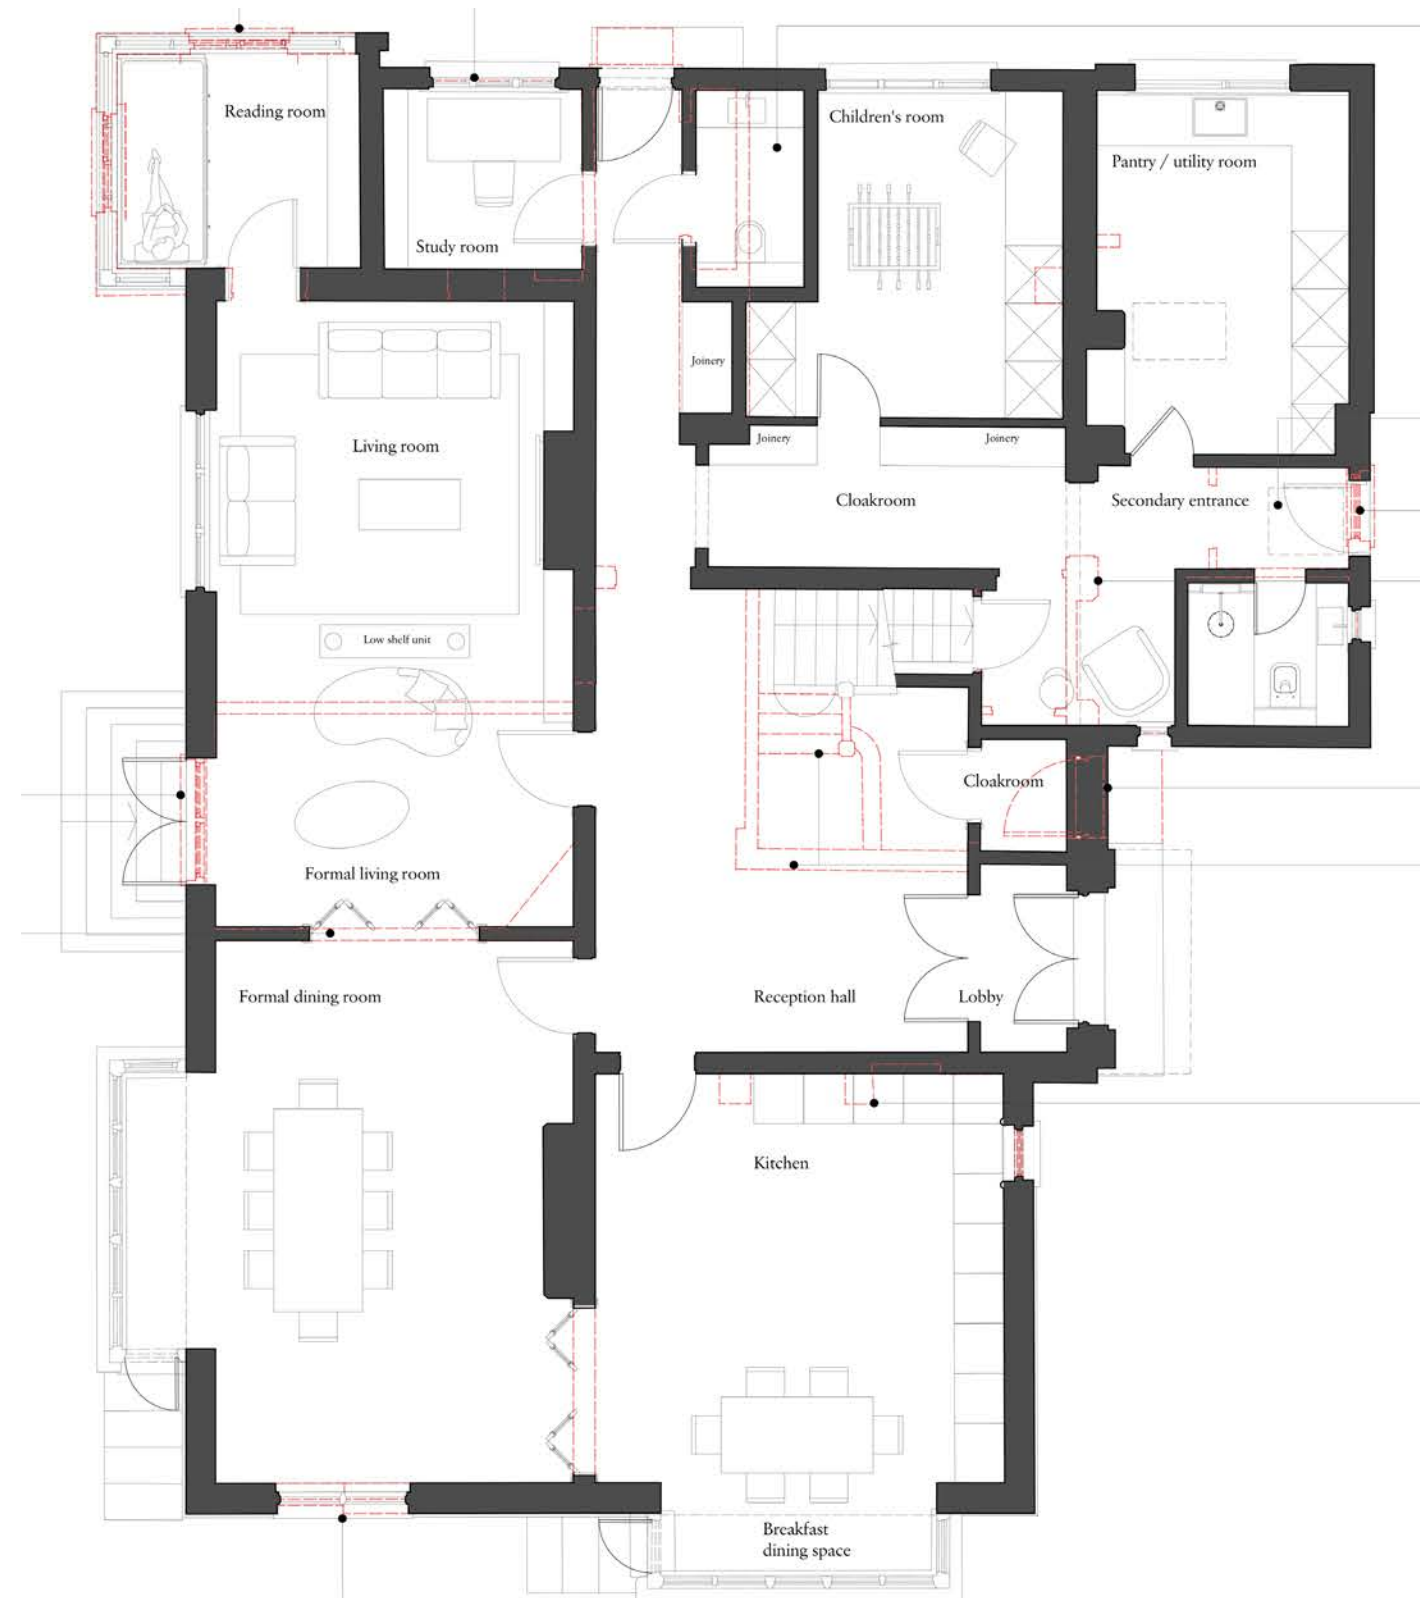 Reading room
Children's room
Pantry / utility room
Study room
Joinery
Living room
Joinery
Joinery
Cloakroom
Secondary entrance
Low shelf unit
Cloakroom
Formal living room
Formal dining room
Reception hall
Lobby
Kitchen
Breakfast
dining space